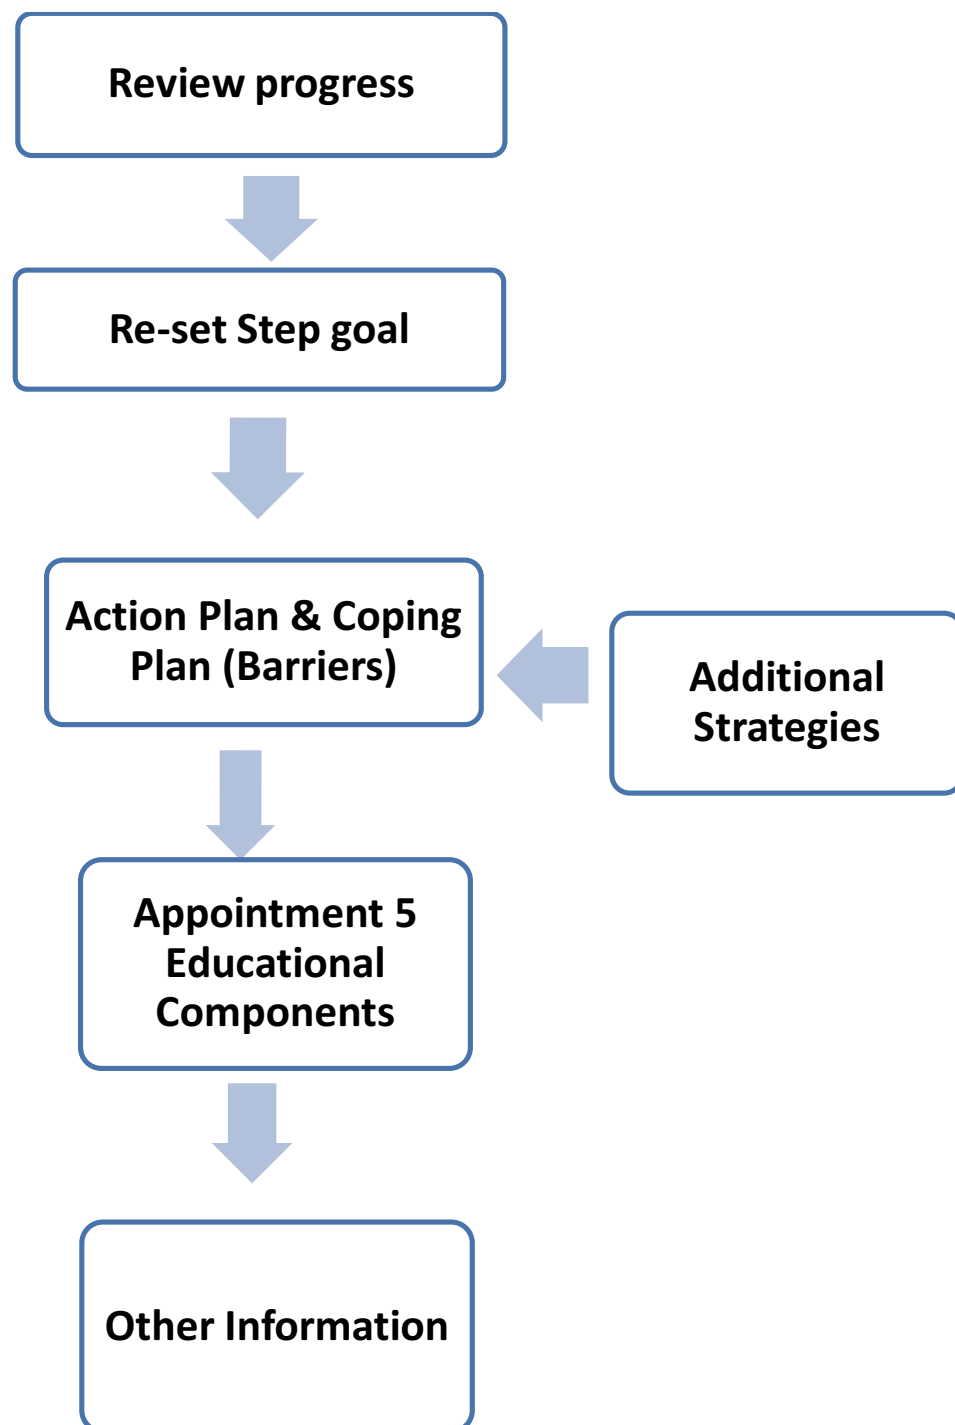 Review progress
Re-set Step goal
Action Plan & Coping
Plan (Barriers)
Additional
Strategies
Appointment 5
Educational
Components
Other Information